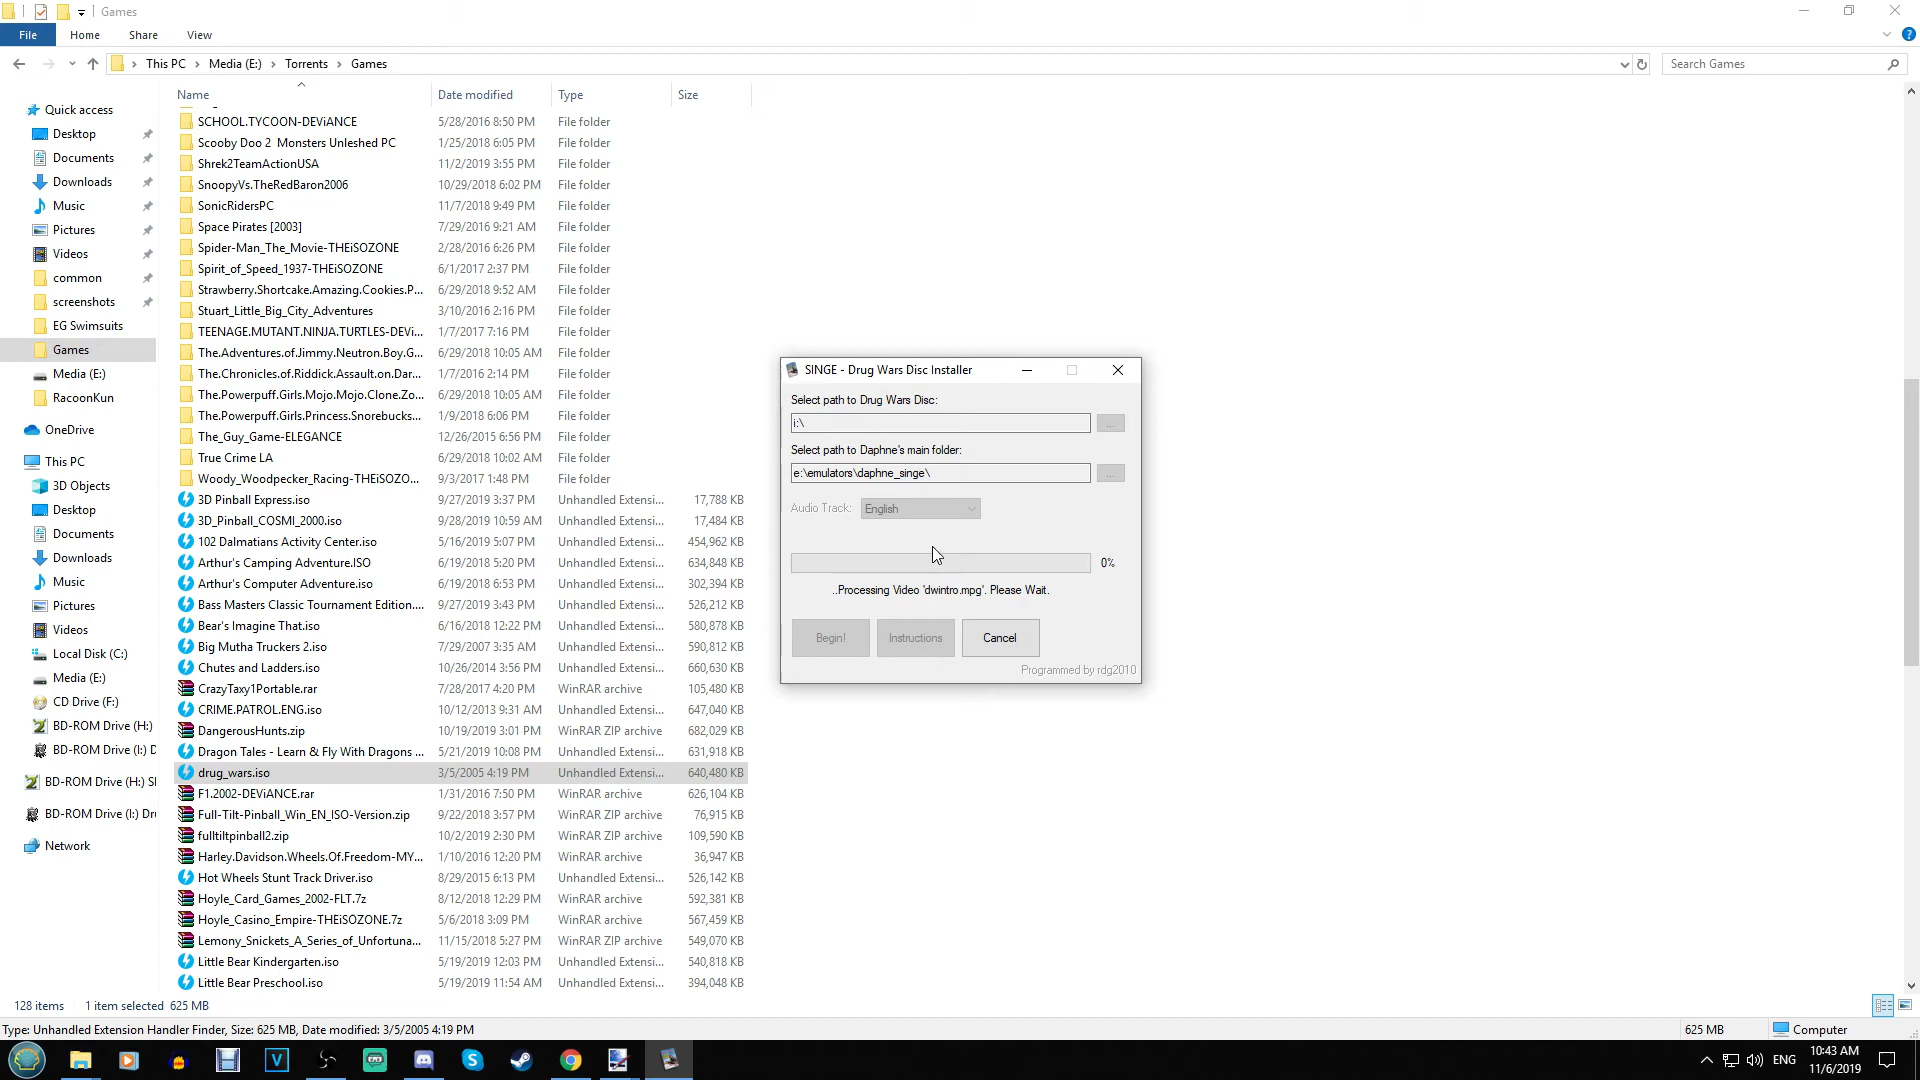 Games
File
Home
Share
View
This PC
Media (E:)
Torrents
Games
Search Games
Name
Date modified
Type
Size
Quick access
Desktop
Documents
Downloads
Music
Pictures
Videos
common
screenshots
EG Swimsuits
Games
Media (E:)
RacoonKun
OneDrive
This PC
3D Objects
Desktop
Documents
Downloads
Music
Pictures
Videos
Local Disk (C:)
Media (E:)
CD Drive (F:)
BD-ROM Drive (H:)
BD-ROM Drive (I:) D
BD-ROM Drive (H:) SI
BD-ROM Drive (I:) Dru
Network
SCHOOL.TYCOON-DEViANCE 5/28/2016 8:50 PM File folder
Scooby Doo 2 Monsters Unleshed PC 1/25/2018 6:05 PM File folder
Shrek2TeamActionUSA 11/2/2019 3:55 PM File folder
SnoopyVs.TheRedBaron2006 10/29/2018 6:02 PM File folder
SonicRidersPC 11/7/2018 9:49 PM File folder
Space Pirates [2003] 7/29/2016 9:21 AM File folder
Spider-Man_The_Movie-THEiSOZONE 2/28/2016 6:26 PM File folder
Spirit_of_Speed_1937-THEiSOZONE 6/1/2017 2:37 PM File folder
Strawberry.Shortcake.Amazing.Cookies.P... 6/29/2018 9:52 AM File folder
Stuart_Little_Big_City_Adventures 3/10/2016 2:16 PM File folder
TEENAGE.MUTANT.NINJA.TURTLES-DEVi... 1/7/2017 7:16 PM File folder
The.Adventures.of.Jimmy.Neutron.Boy.G... 6/29/2018 10:05 AM File folder
The.Chronicles.of.Riddick.Assault.on.Dar... 1/7/2016 2:14 PM File folder
The.Powerpuff.Girls.Mojo.Mojo.Clone.Zo... 6/29/2018 10:05 AM File folder
The.Powerpuff.Girls.Princess.Snorebucks... 1/9/2018 6:06 PM File folder
The_Guy_Game-ELEGANCE 12/26/2015 6:56 PM File folder
True Crime LA 6/29/2018 10:02 AM File folder
Woody_Woodpecker_Racing-THEiSOZO... 9/3/2017 1:48 PM File folder
3D Pinball Express.iso 9/27/2019 3:37 PM Unhandled Extensi... 17,788 KB
3D_Pinball_COSMI_2000.iso 9/28/2019 10:59 AM Unhandled Extensi... 17,484 KB
102 Dalmatians Activity Center.iso 5/16/2019 5:07 PM Unhandled Extensi... 454,962 KB
Arthur's Camping Adventure.ISO 6/19/2018 5:20 PM Unhandled Extensi... 634,848 KB
Arthur's Computer Adventure.iso 6/19/2018 6:53 PM Unhandled Extensi... 302,394 KB
Bass Masters Classic Tournament Edition.... 9/27/2019 3:43 PM Unhandled Extensi... 526,212 KB
Bear's Imagine That.iso 6/16/2018 12:22 PM Unhandled Extensi... 580,878 KB
Big Mutha Truckers 2.iso 7/29/2007 3:35 AM Unhandled Extensi... 590,812 KB
Chutes and Ladders.iso 10/26/2014 3:56 PM Unhandled Extensi... 660,630 KB
CrazyTaxy1Portable.rar 7/28/2017 4:20 PM WinRAR archive 105,480 KB
CRIME.PATROL.ENG.iso 10/12/2013 9:31 AM Unhandled Extensi... 647,040 KB
DangerousHunts.zip 10/19/2019 3:01 PM WinRAR ZIP archive 682,029 KB
Dragon Tales - Learn & Fly With Dragons ... 5/21/2019 10:08 PM Unhandled Extensi... 631,918 KB
drug_wars.iso 3/5/2005 4:19 PM Unhandled Extensi... 640,480 KB
F1.2002-DEViANCE.rar 1/31/2016 7:50 PM WinRAR archive 626,104 KB
Full-Tilt-Pinball_Win_EN_ISO-Version.zip 9/22/2018 3:57 PM WinRAR ZIP archive 76,915 KB
fulltiltpinball2.zip 10/2/2019 2:30 PM WinRAR ZIP archive 109,590 KB
Harley.Davidson.Wheels.Of.Freedom-MY... 1/10/2016 12:20 PM WinRAR archive 36,947 KB
Hot Wheels Stunt Track Driver.iso 8/29/2015 6:13 PM Unhandled Extensi... 526,142 KB
Hoyle_Card_Games_2002-FLT.7z 8/12/2018 12:29 PM WinRAR archive 592,381 KB
Hoyle_Casino_Empire-THEiSOZONE.7z 5/6/2018 3:09 PM WinRAR archive 567,459 KB
Lemony_Snickets_A_Series_of_Unfortuna... 11/15/2018 5:27 PM WinRAR ZIP archive 549,070 KB
Little Bear Kindergarten.iso 5/19/2019 12:03 PM Unhandled Extensi... 540,818 KB
Little Bear Preschool.iso 5/19/2019 11:54 AM Unhandled Extensi... 394,048 KB
SINGE - Drug Wars Disc Installer
Select path to Drug Wars Disc:
i:\
...
Select path to Daphne's main folder:
e:\emulators\daphne_singe\
...
Audio Track: English
0%
..Processing Video 'dwintro.mpg'. Please Wait.
Begin!
Instructions
Cancel
Programmed by rdg2010
128 items 1 item selected 625 MB
Type: Unhandled Extension Handler Finder, Size: 625 MB, Date modified: 3/5/2005 4:19 PM
625 MB
Computer
ENG
10:43 AM
11/6/2019